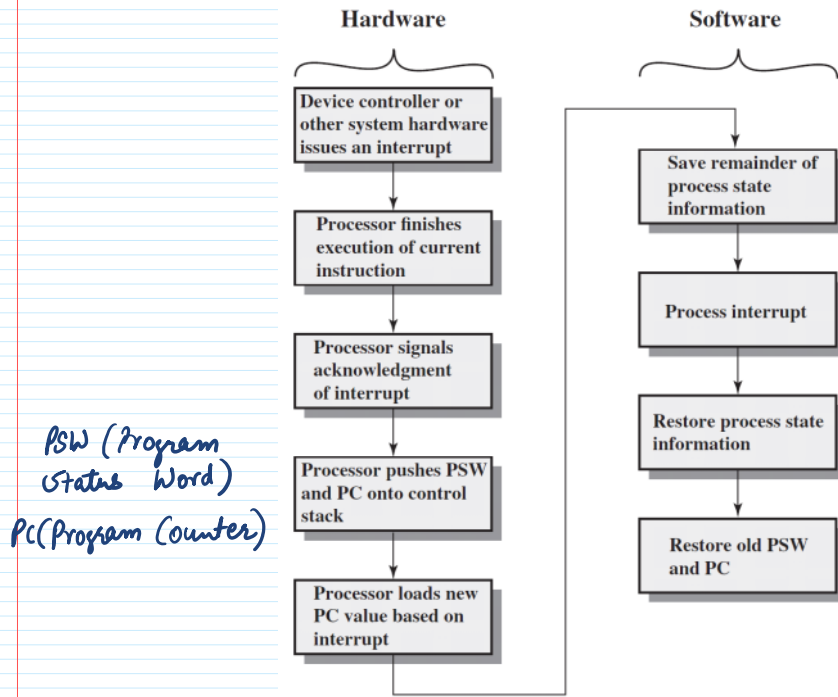 Hardware
Device controller or
other system hardware
issues an interrupt
Processor finishes
execution of current
instruction
Processor signals
acknowledgment
of interrupt
Processor pushes PSW
and PC onto control
stack
Processor loads new
PC value based on
interrupt
Software
Save remainder of
process state
information
Process interrupt
Restore process state
information
Restore old PSW
and PC
PSW (Program
Status Word)
PC (Program Counter)